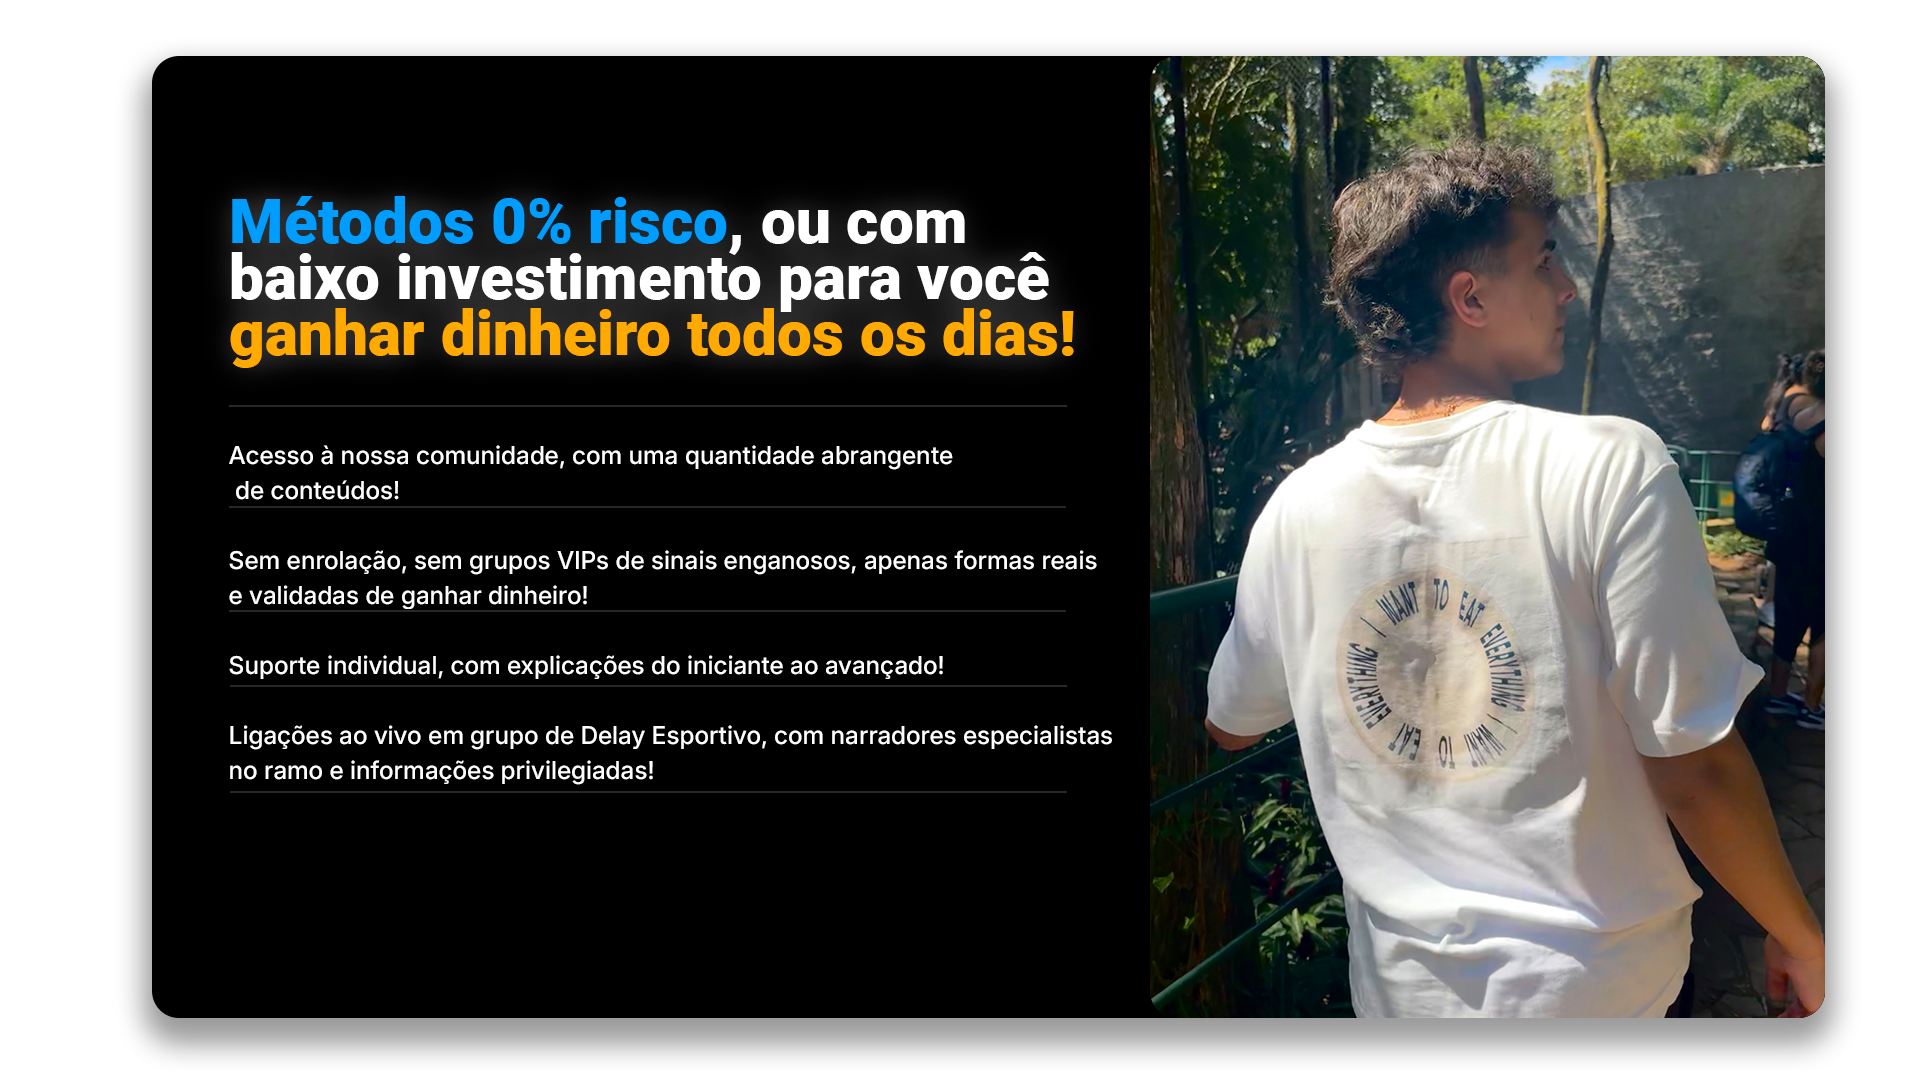 Métodos 0% risco, ou com
baixo investimento para você
ganhar dinheiro todos os dias!
Acesso à nossa comunidade, com uma quantidade abrangente
de conteúdos!
Sem enrolação, sem grupos VIPs de sinais enganosos, apenas formas reais
e validadas de ganhar dinheiro!
Suporte individual, com explicações do iniciante ao avançado!
Ligações ao vivo em grupo de Delay Esportivo, com narradores especialistas
no ramo e informações privilegiadas!
I WANT TO EAT EVERYTHING I WANT TO EAT EVERYTHING